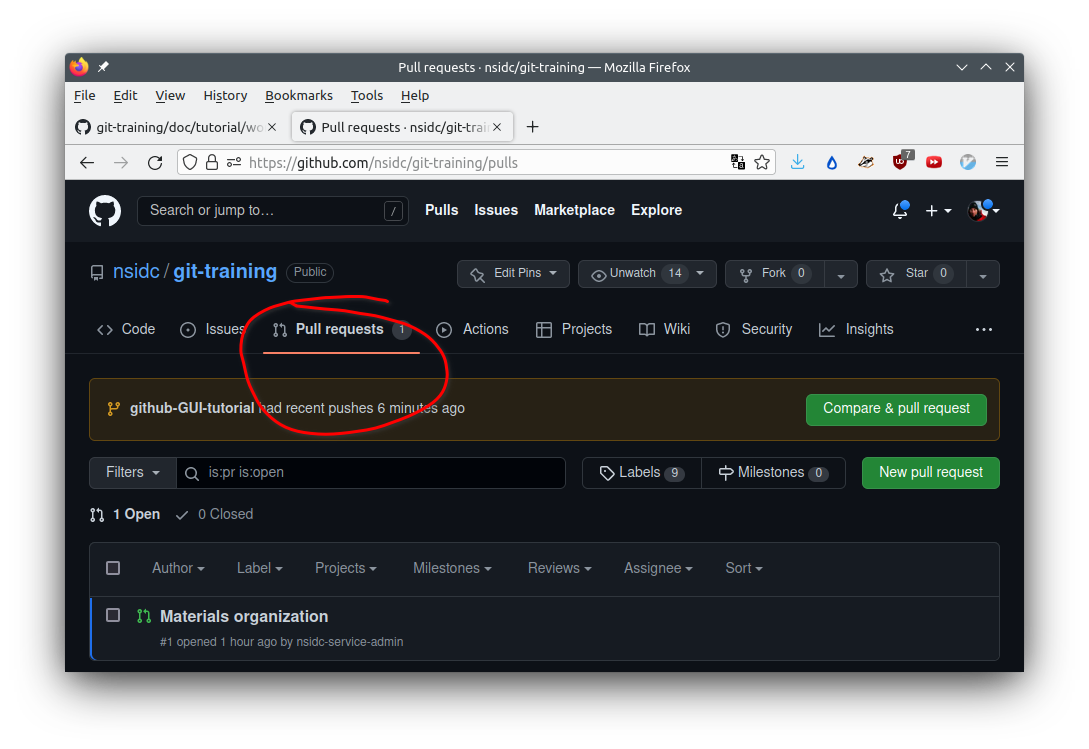 Pull requests · nsidc/git-training — Mozilla Firefox
File Edit View History Bookmarks Tools Help
git-training/doc/tutorial/wo Pull requests · nsidc/git-train
https://github.com/nsidc/git-training/pulls 7
Search or jump to… / Pulls Issues Marketplace Explore
nsidc / git-training Public Edit Pins Unwatch 14 Fork 0 Star 0
Code Issues Pull requests 1 Actions Projects Wiki Security Insights
github-GUI-tutorial had recent pushes 6 minutes ago Compare & pull request
Filters is:pr is:open Labels 9 Milestones 0 New pull request
1 Open 0 Closed
Author Label Projects Milestones Reviews Assignee Sort
Materials organization
#1 opened 1 hour ago by nsidc-service-admin